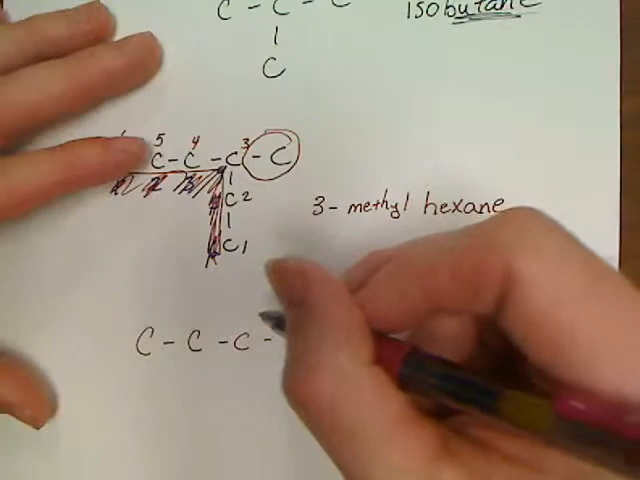 C - C - C
isobutane
|
C
5 4 3
C - C - C - C
|
C 2
3 - methyl hexane
|
C 1
C - C - C -